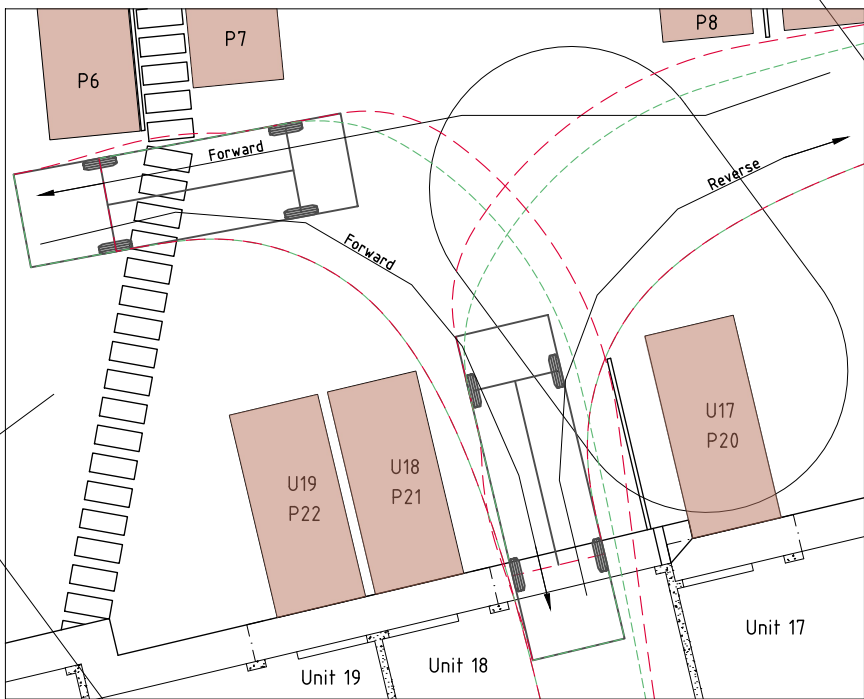 P8
P7
P6
Forward
Reverse
Forward
U17
P20
U18
P21
U19
P22
Unit 17
Unit 18
Unit 19